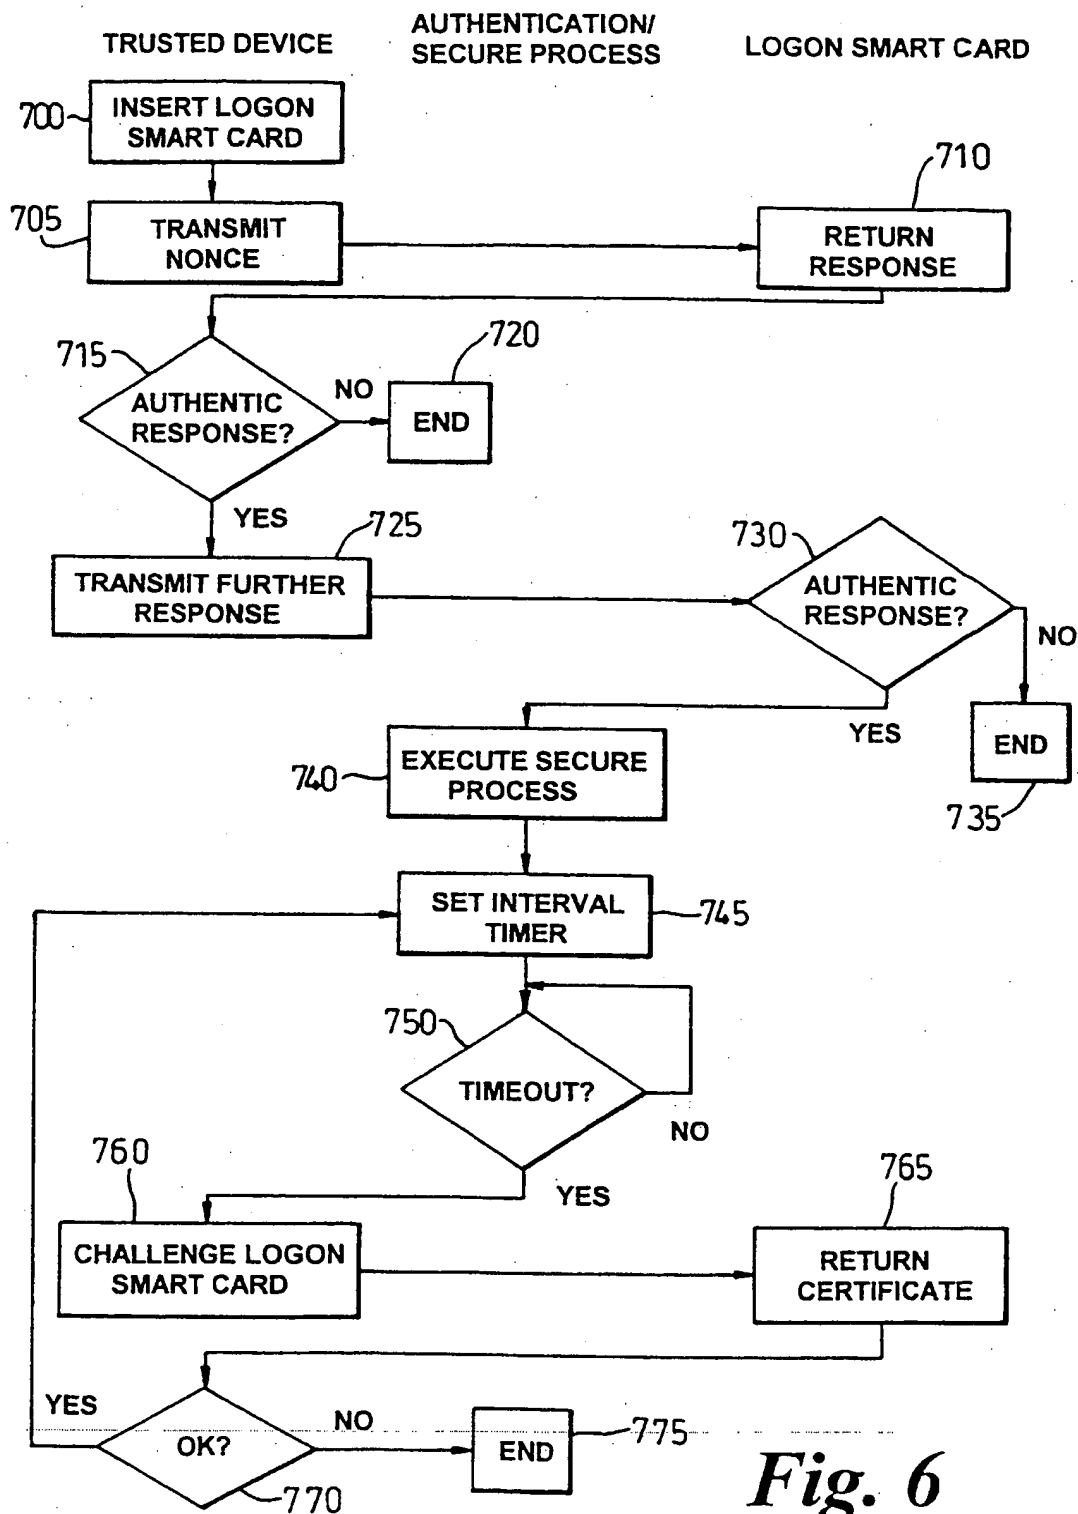 TRUSTED DEVICE
AUTHENTICATION/
SECURE PROCESS
LOGON SMART CARD
700
INSERT LOGON
SMART CARD
710
705
TRANSMIT
NONCE
RETURN
RESPONSE
715
720
AUTHENTIC
RESPONSE?
NO
END
YES
725
730
TRANSMIT FURTHER
RESPONSE
AUTHENTIC
RESPONSE?
NO
YES
END
735
740
EXECUTE SECURE
PROCESS
SET INTERVAL
TIMER
745
750
TIMEOUT?
NO
YES
760
765
CHALLENGE LOGON
SMART CARD
RETURN
CERTIFICATE
YES
OK?
NO
END
775
770
Fig. 6